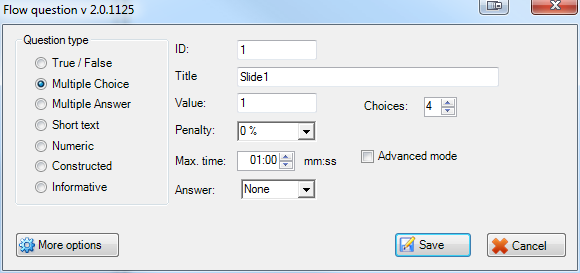 Flow question v 2.0.1125
Question type
True / False
Multiple Choice
Multiple Answer
Short text
Numeric
Constructed
Informative
ID: 1
Title Slide1
Value: 1 Choices: 4
Penalty: 0 %
Max. time: 01:00 mm:ss Advanced mode
Answer: None
More options Save Cancel